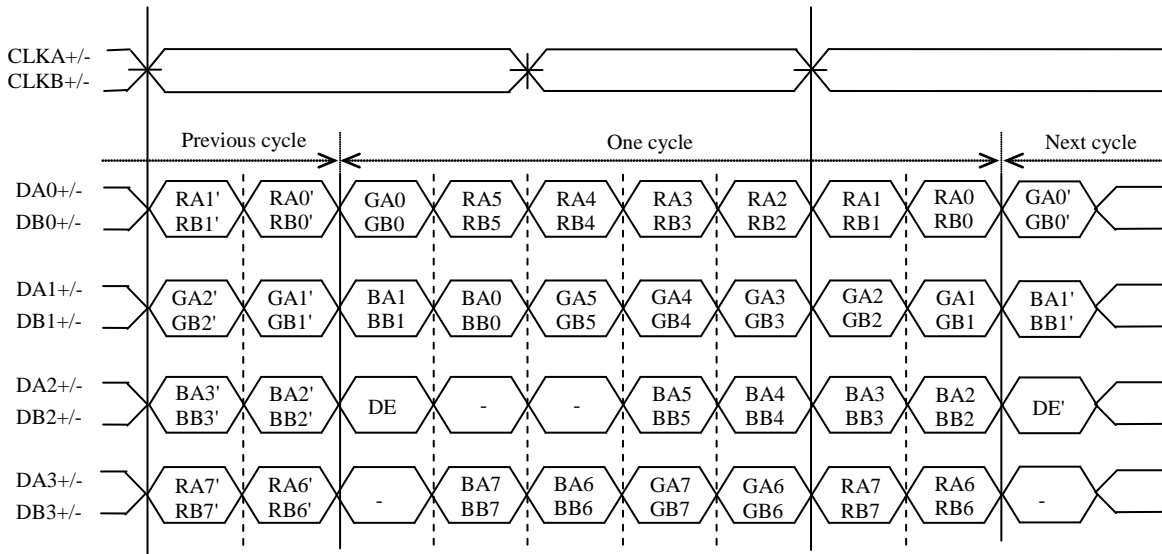 CLKA+/-
CLKB+/-
Previous cycle One cycle Next cycle
DA0+/- RA1' RA0' GA0 RA5 RA4 RA3 RA2 RA1 RA0 GA0'
DB0+/- RB1' RB0' GB0 RB5 RB4 RB3 RB2 RB1 RB0 GB0'
DA1+/- GA2' GA1' BA1 BA0 GA5 GA4 GA3 GA2 GA1 BA1'
DB1+/- GB2' GB1' BB1 BB0 GB5 GB4 GB3 GB2 GB1 BB1'
DA2+/- BA3' BA2' DE - - BA5 BA4 BA3 BA2 DE'
DB2+/- BB3' BB2' BB5 BB4 BB3 BB2
DA3+/- RA7' RA6' - BA7 BA6 GA7 GA6 RA7 RA6 -
DB3+/- RB7' RB6' BB7 BB6 GB7 GB6 RB7 RB6